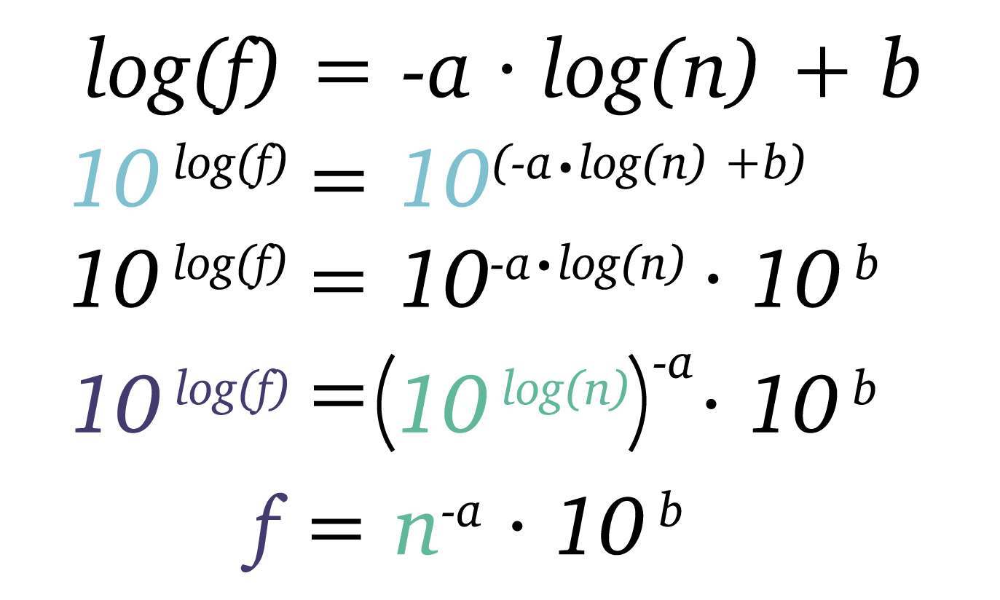 log(f) = -a · log(n) + b
10^log(f) = 10^(-a·log(n) +b)
10^log(f) = 10^-a·log(n) · 10^b
10^log(f) = (10^log(n))^-a · 10^b
f = n^-a · 10^b